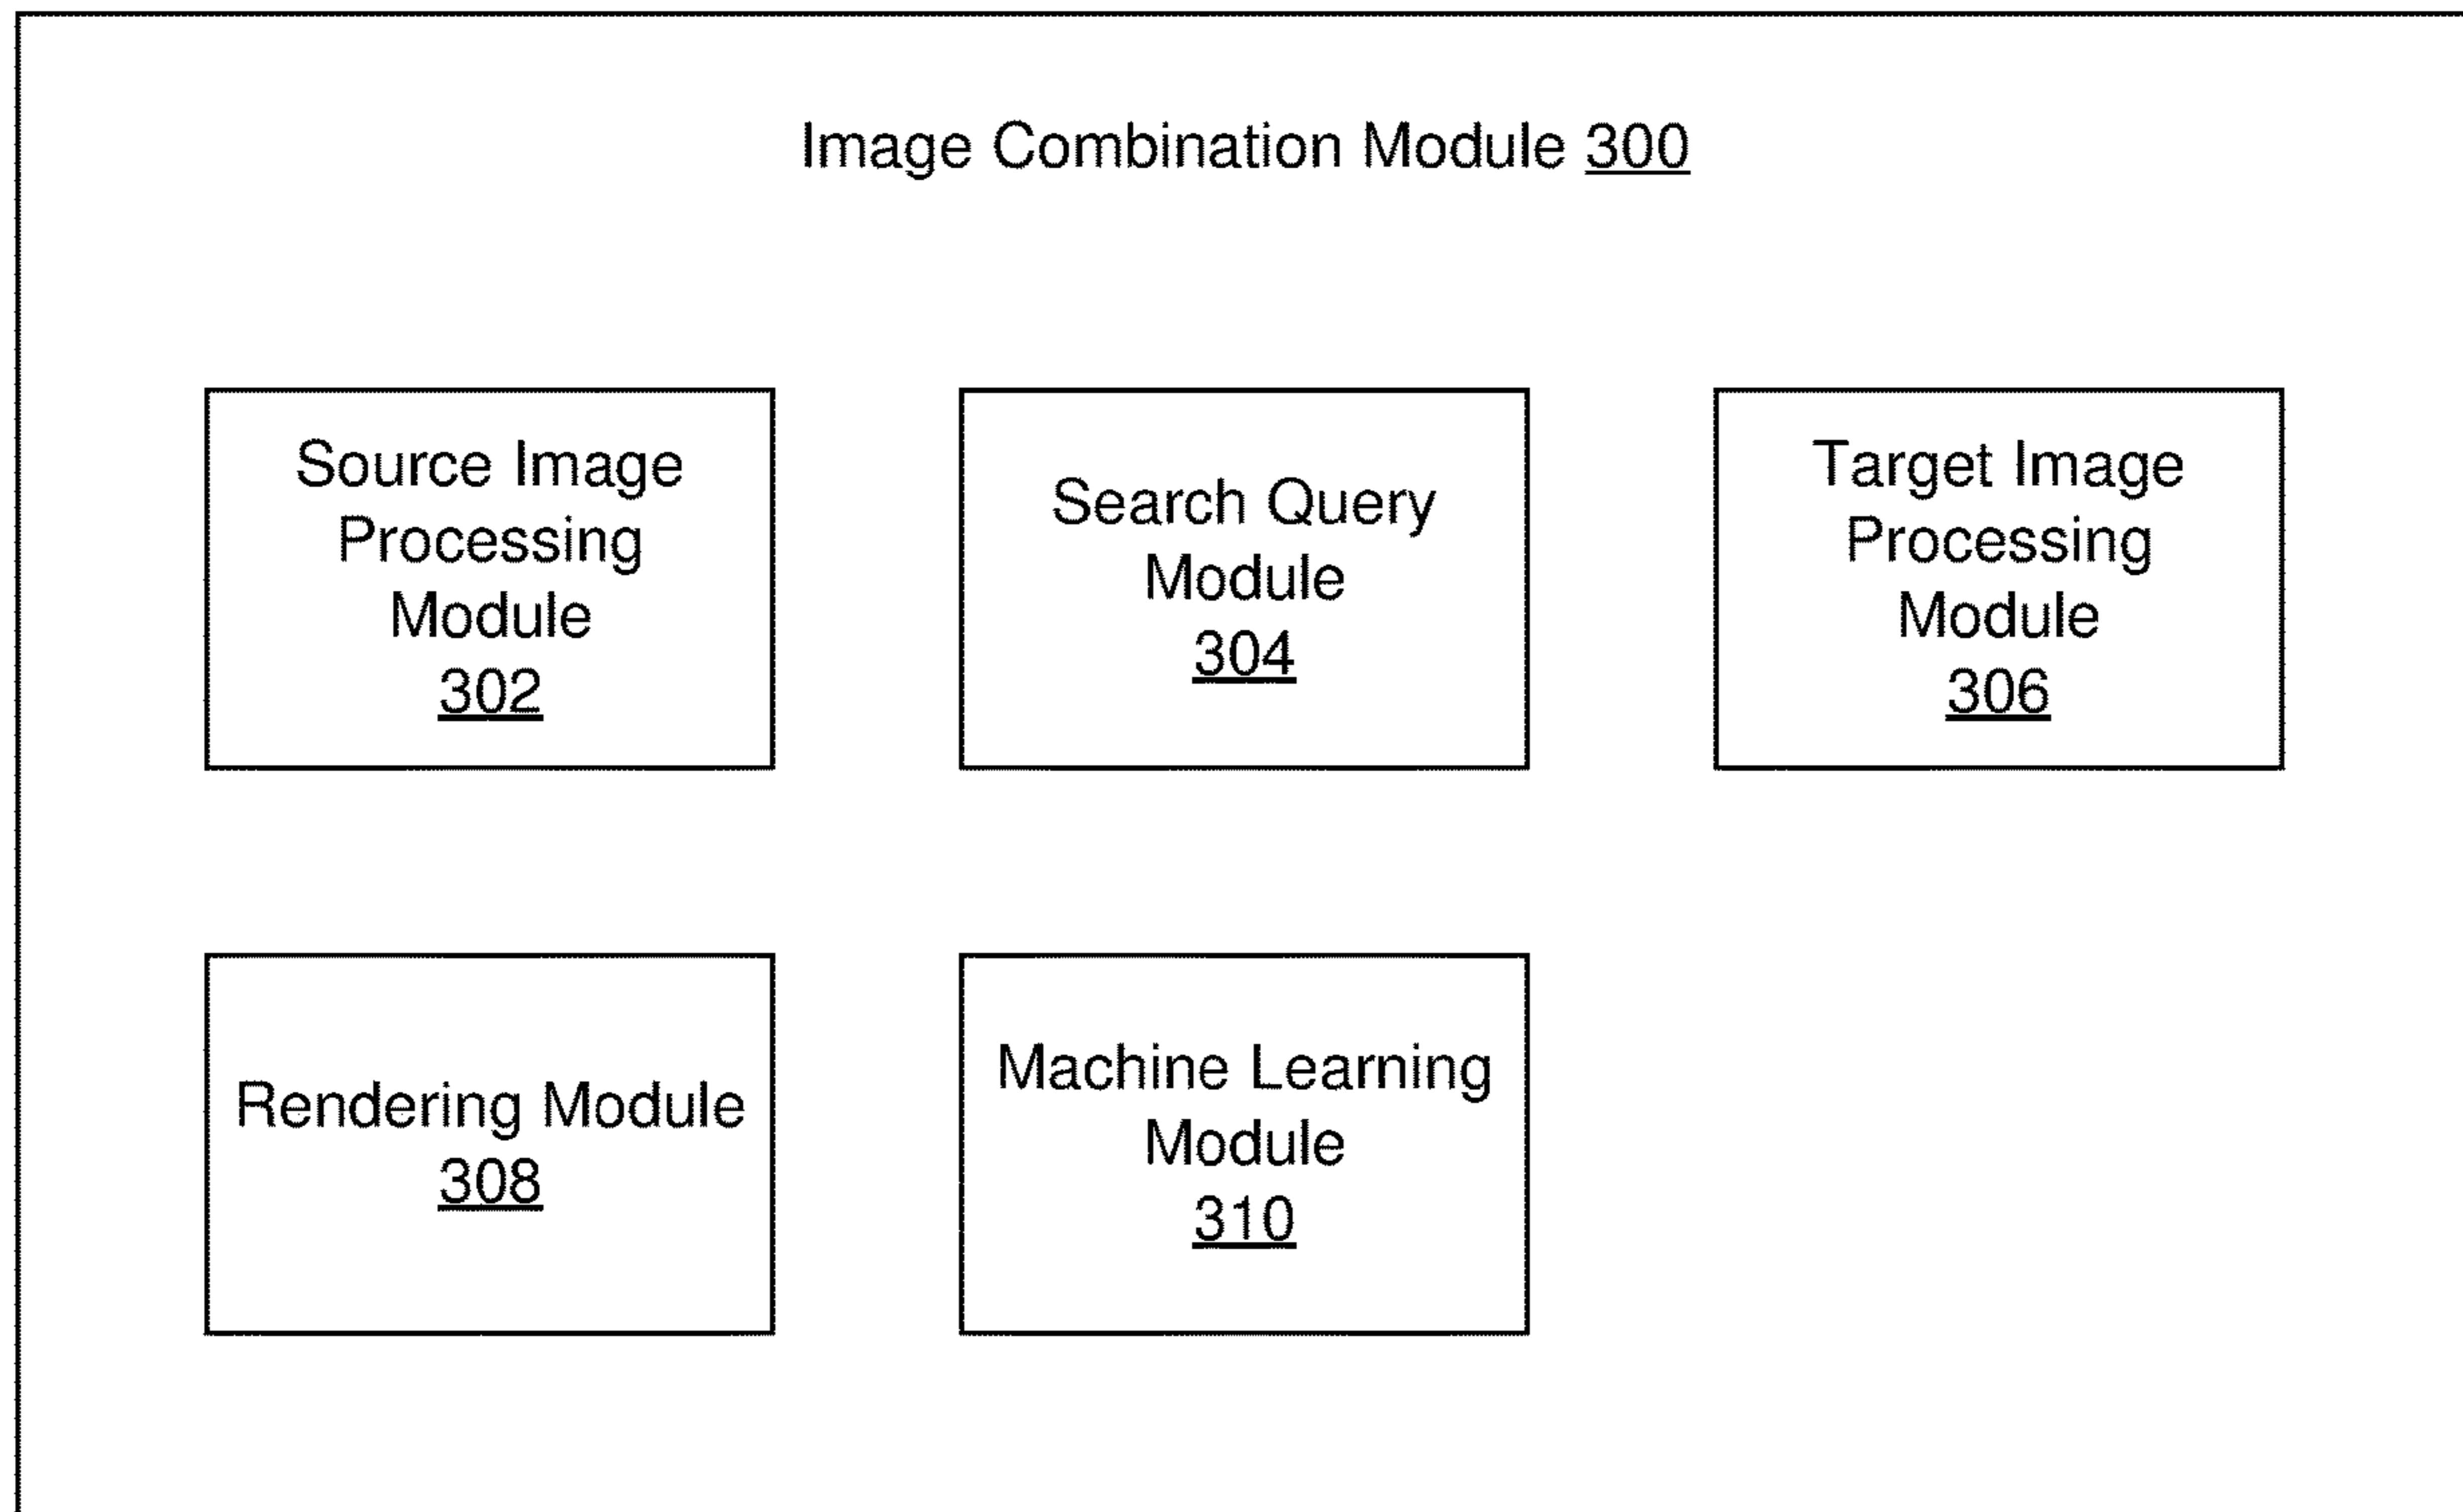 Image Combination Module 300
Source Image
Processing
Module
302
Search Query
Module
304
Target Image
Processing
Module
306
Rendering Module
308
Machine Learning
Module
310